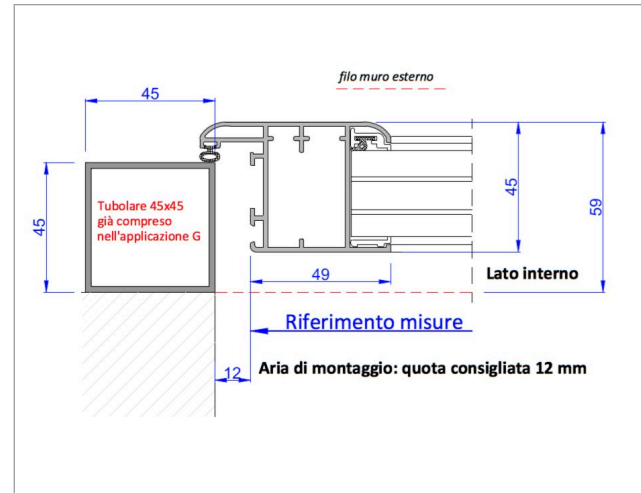 filo muro esterno
45
45
Tubolare 45x45
già compreso
nell'applicazione G
45
59
49
Lato interno
Riferimento misure
12
Aria di montaggio: quota consigliata 12 mm